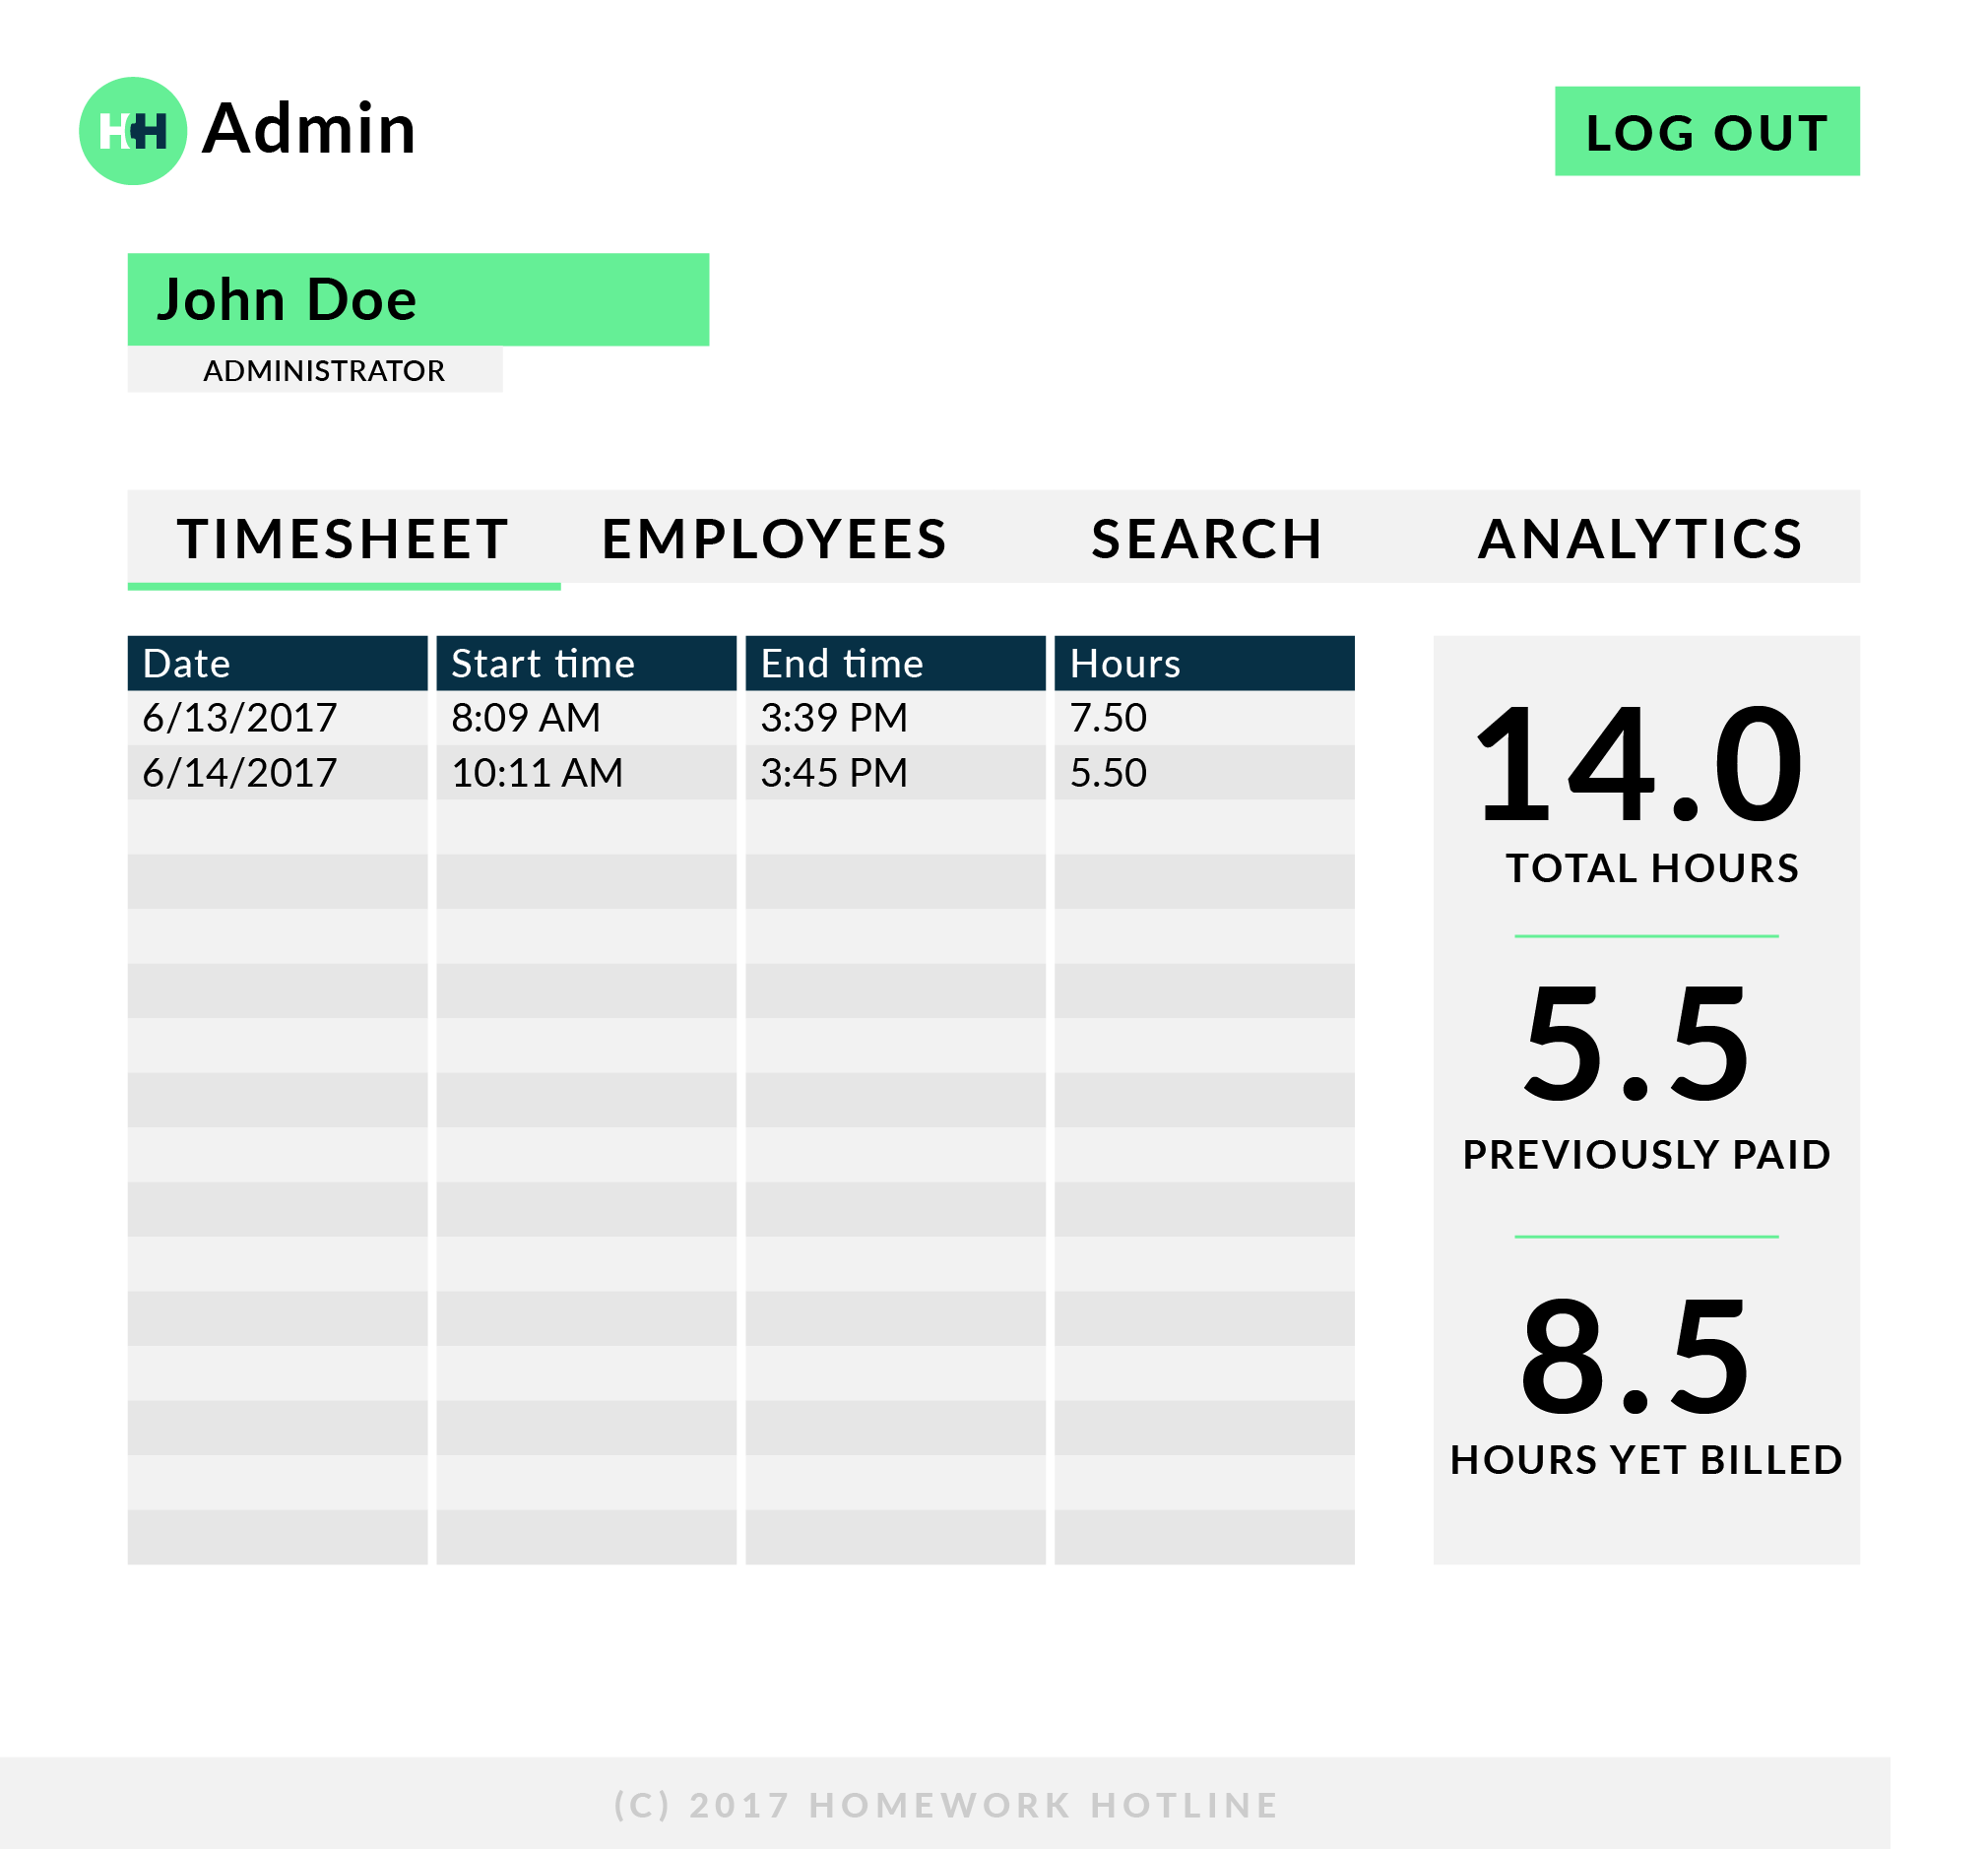 HH Admin
LOG OUT
John Doe
ADMINISTRATOR
TIMESHEET EMPLOYEES SEARCH ANALYTICS
Date Start time End time Hours
6/13/2017 8:09 AM 3:39 PM 7.50
6/14/2017 10:11 AM 3:45 PM 5.50
14.0
TOTAL HOURS
5.5
PREVIOUSLY PAID
8.5
HOURS YET BILLED
(C) 2017 HOMEWORK HOTLINE